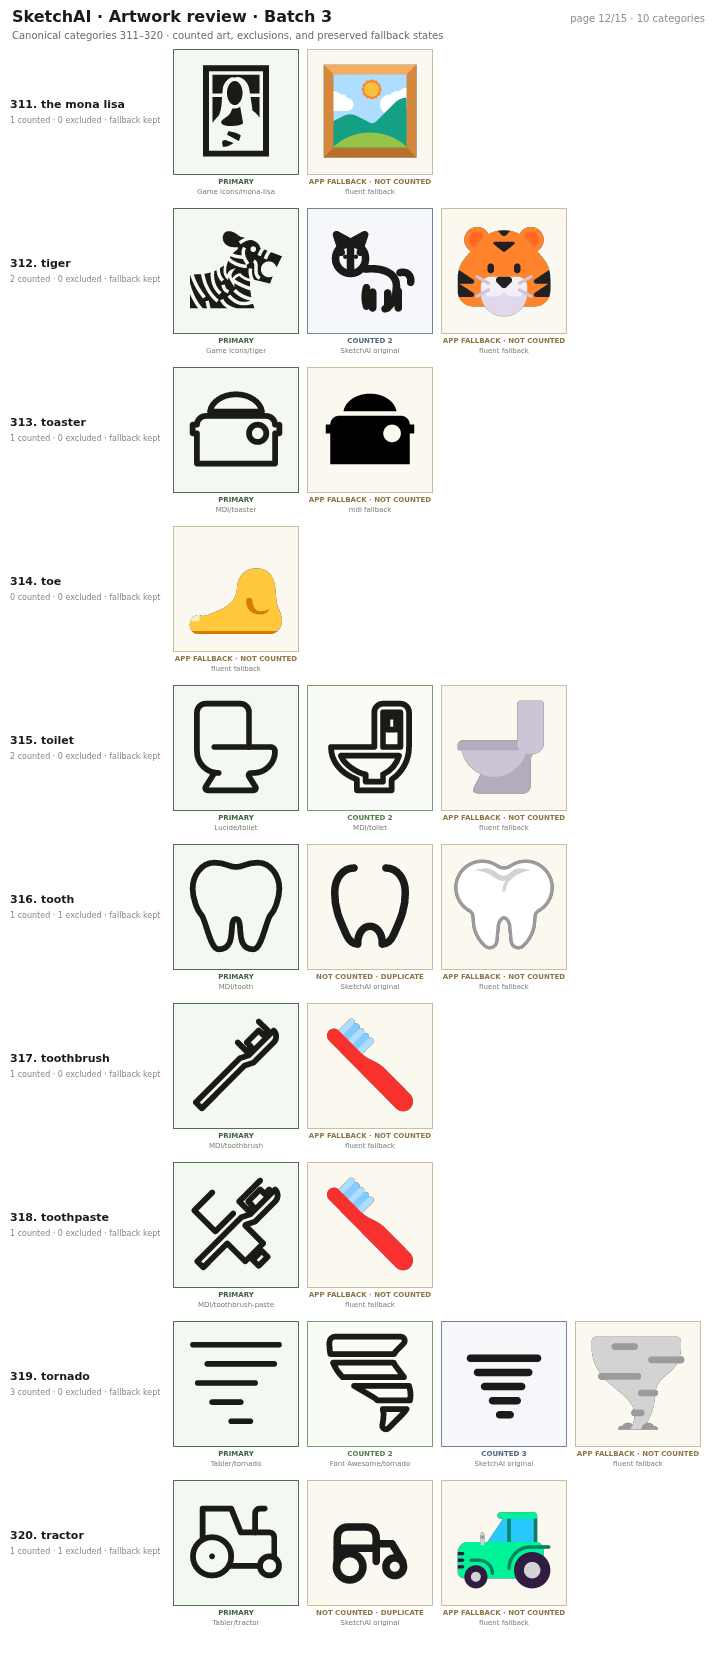 SketchAI · Artwork review · Batch 3
page 12/15 · 10 categories
Canonical categories 311–320 · counted art, exclusions, and preserved fallback states
311. the mona lisa
1 counted · 0 excluded · fallback kept
PRIMARY
Game Icons/mona-lisa
APP FALLBACK · NOT COUNTED
fluent fallback
312. tiger
2 counted · 0 excluded · fallback kept
PRIMARY
Game Icons/tiger
COUNTED 2
SketchAI original
APP FALLBACK · NOT COUNTED
fluent fallback
313. toaster
1 counted · 0 excluded · fallback kept
PRIMARY
MDI/toaster
APP FALLBACK · NOT COUNTED
mdi fallback
314. toe
0 counted · 0 excluded · fallback kept
APP FALLBACK · NOT COUNTED
fluent fallback
315. toilet
2 counted · 0 excluded · fallback kept
PRIMARY
Lucide/toilet
COUNTED 2
MDI/toilet
APP FALLBACK · NOT COUNTED
fluent fallback
316. tooth
1 counted · 1 excluded · fallback kept
PRIMARY
MDI/tooth
NOT COUNTED · DUPLICATE
SketchAI original
APP FALLBACK · NOT COUNTED
fluent fallback
317. toothbrush
1 counted · 0 excluded · fallback kept
PRIMARY
MDI/toothbrush
APP FALLBACK · NOT COUNTED
fluent fallback
318. toothpaste
1 counted · 0 excluded · fallback kept
PRIMARY
MDI/toothbrush-paste
APP FALLBACK · NOT COUNTED
fluent fallback
319. tornado
3 counted · 0 excluded · fallback kept
PRIMARY
Tabler/tornado
COUNTED 2
Font Awesome/tornado
COUNTED 3
SketchAI original
APP FALLBACK · NOT COUNTED
fluent fallback
320. tractor
1 counted · 1 excluded · fallback kept
PRIMARY
Tabler/tractor
NOT COUNTED · DUPLICATE
SketchAI original
APP FALLBACK · NOT COUNTED
fluent fallback